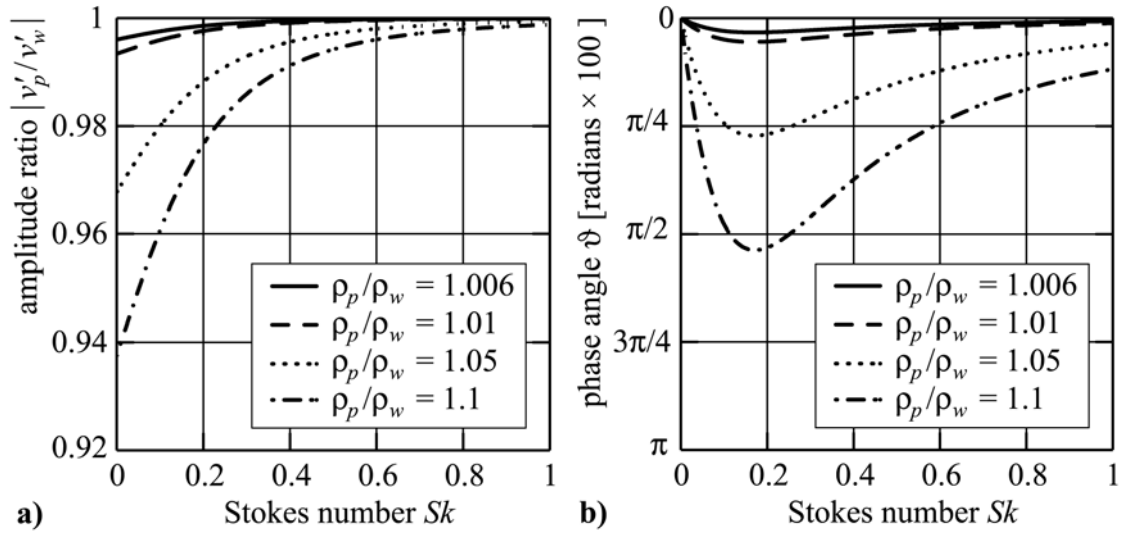 amplitude ratio |v′p/v′w|
1
0.98
0.96
0.94
0.92
0
0.2
0.4
0.6
0.8
1
Stokes number Sk
a)
ρp/ρw = 1.006
ρp/ρw = 1.01
ρp/ρw = 1.05
ρp/ρw = 1.1
phase angle ϑ [radians × 100 ]
0
π/4
π/2
3π/4
π
0
0.2
0.4
0.6
0.8
1
Stokes number Sk
b)
ρp/ρw = 1.006
ρp/ρw = 1.01
ρp/ρw = 1.05
ρp/ρw = 1.1